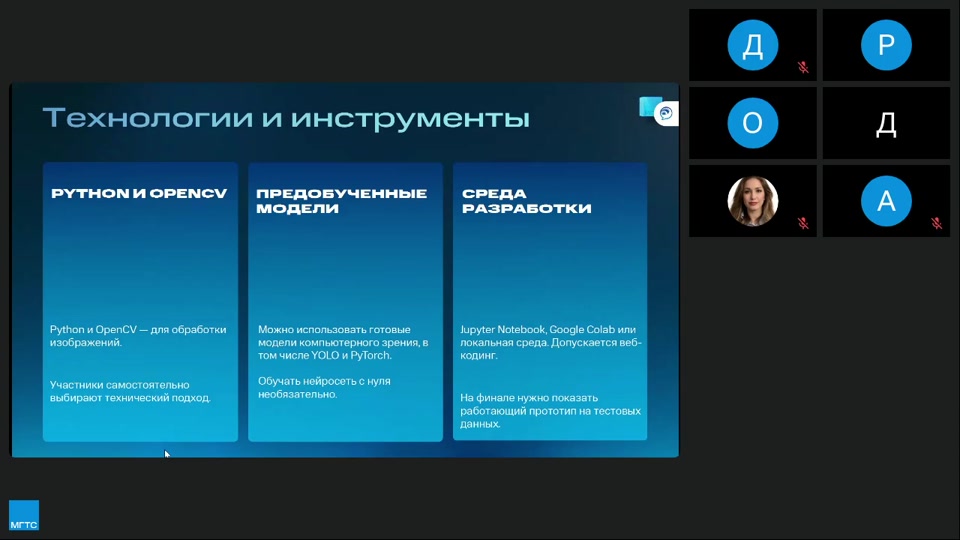 Технологии и инструменты
PYTHON И OPENCV
Python и OpenCV — для обработки
изображений.
Участники самостоятельно
выбирают технический подход.
ПРЕДОБУЧЕННЫЕ
МОДЕЛИ
Можно использовать готовые
модели компьютерного зрения, в
том числе YOLO и PyTorch.
Обучать нейросеть с нуля
необязательно.
СРЕДА
РАЗРАБОТКИ
Jupyter Notebook, Google Colab или
локальная среда. Допускается веб-
кодинг.
На финале нужно показать
работающий прототип на тестовых
данных.
Д
Р
О
Д
А
МГТС